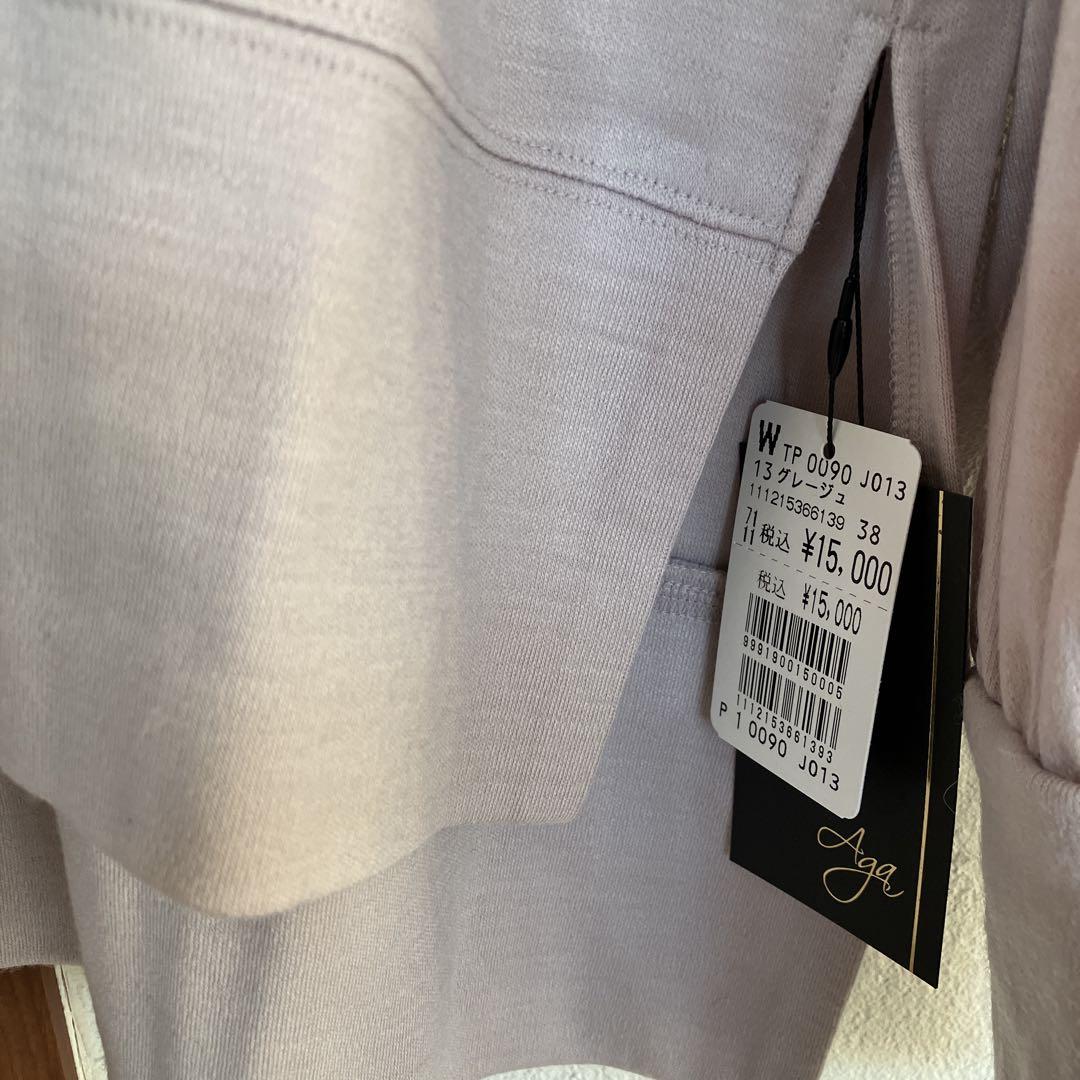 W TP 0090 J013
13 グレージュ
111215366139 38
71
11 税込 ¥15,000
税込 ¥15,000
9991900150005
1112153661393
P 1 0090 J013
Aga